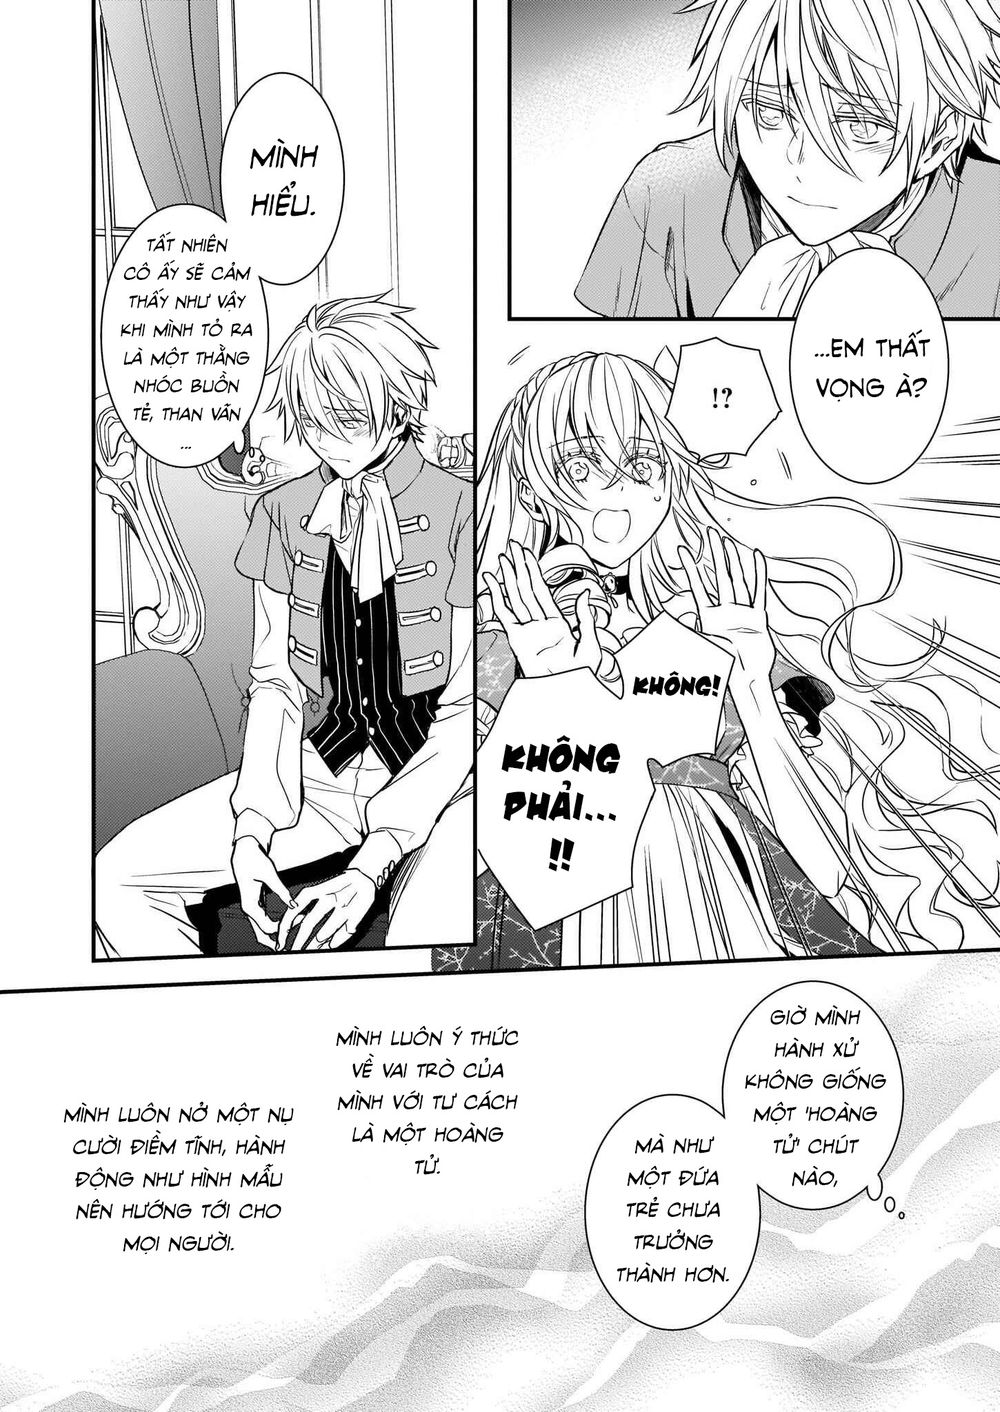 ...EM THẤT
VỌNG À?
!?
KHÔNG!
KHÔNG
PHẢI...
!!
MÌNH
HIỂU.
TẤT NHIÊN
CÔ ẤY SẼ CẢM
THẤY NHƯ VẬY
KHI MÌNH TỎ RA
LÀ MỘT THẰNG
NHÓC BUỒN
TẺ, THAN VÃN
...
GIỜ MÌNH
HÀNH XỬ
KHÔNG GIỐNG
MỘT 'HOÀNG
TỬ' CHÚT
NÀO,
MÀ NHƯ
MỘT ĐỨA
TRẺ CHƯA
TRƯỞNG
THÀNH HƠN.
MÌNH LUÔN Ý THỨC
VỀ VAI TRÒ CỦA
MÌNH VỚI TƯ CÁCH
LÀ MỘT HOÀNG
TỬ.
MÌNH LUÔN NỞ MỘT NỤ
CƯỜI ĐIỀM TĨNH, HÀNH
ĐỘNG NHƯ HÌNH MẪU
NÊN HƯỚNG TỚI CHO
MỌI NGƯỜI.